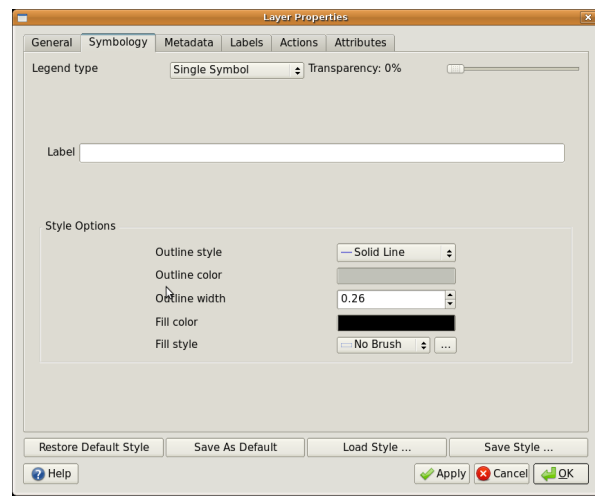 Layer Properties
General Symbology Metadata Labels Actions Attributes
Legend type Single Symbol Transparency: 0%
Label
Style Options
Outline style Solid Line
Outline color
Outline width 0.26
Fill color
Fill style No Brush ...
Restore Default Style Save As Default Load Style ... Save Style ...
Help Apply Cancel OK